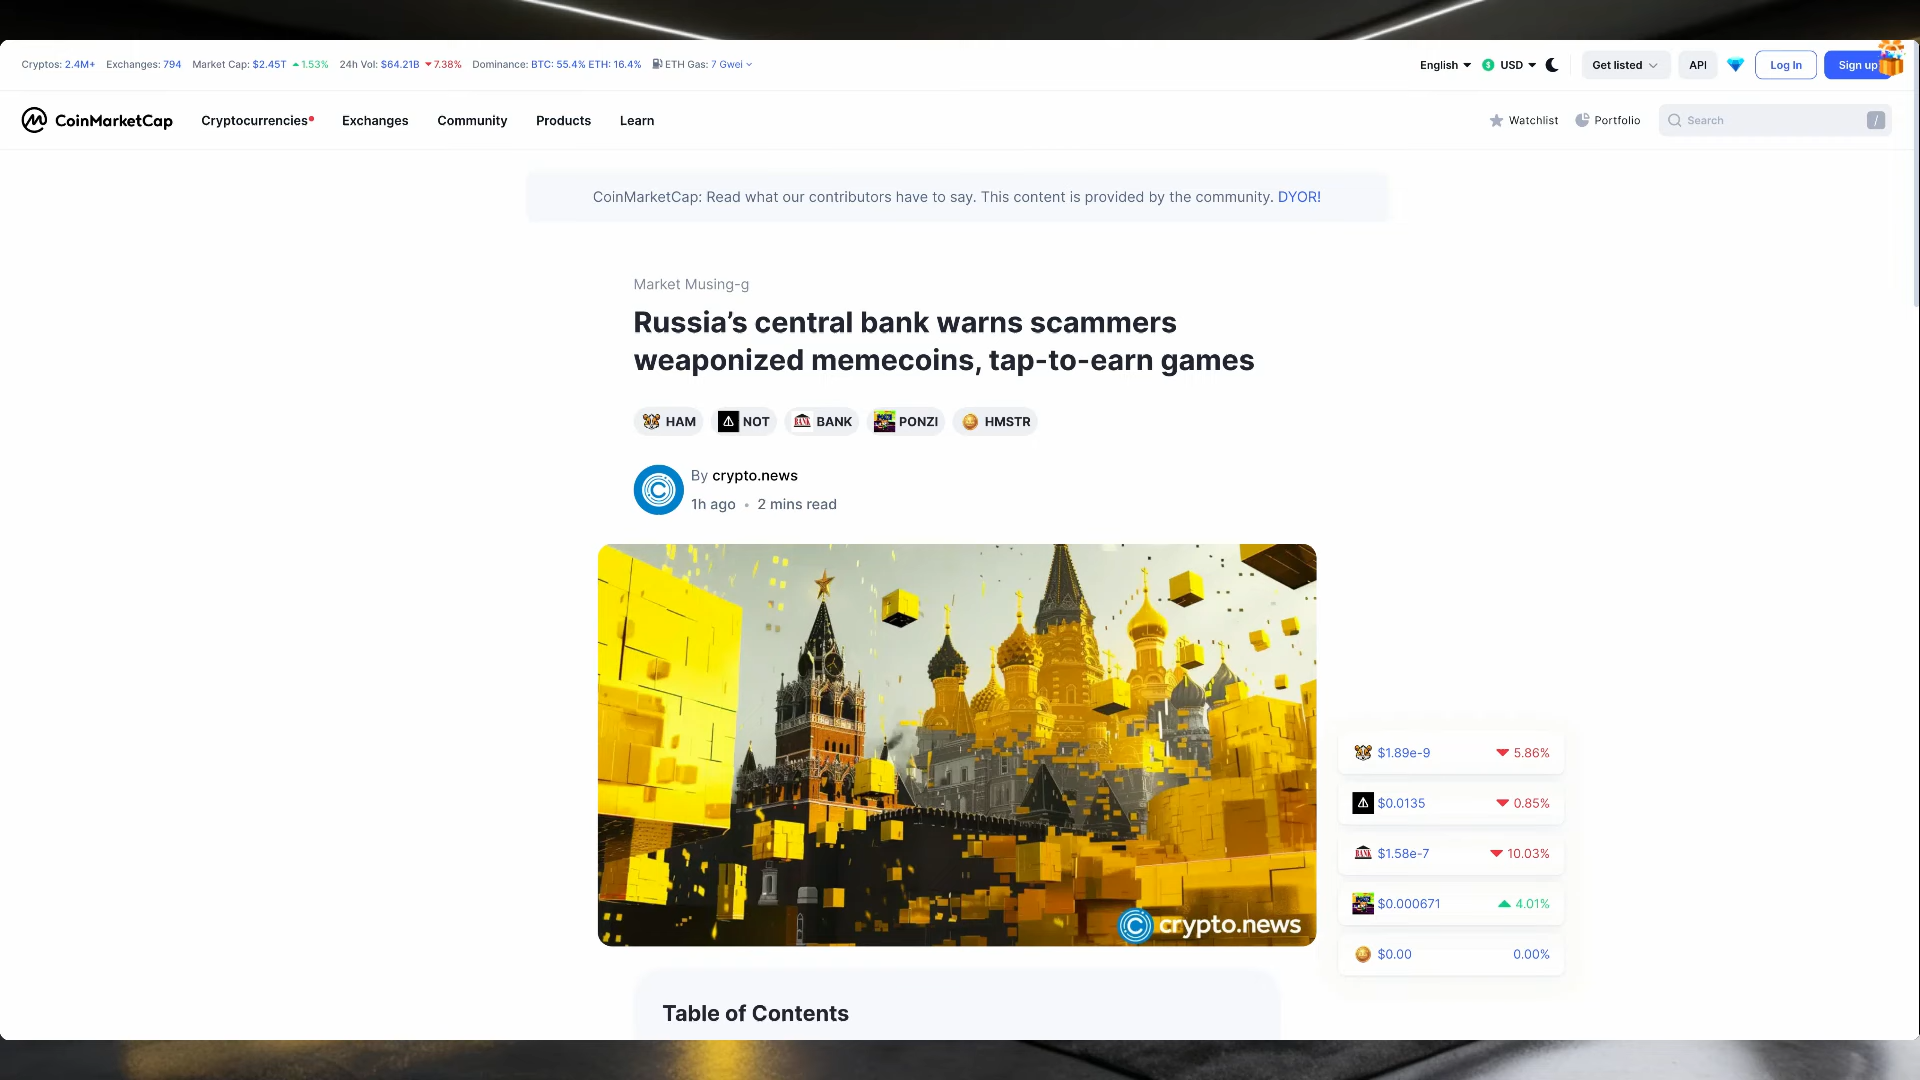 Cryptos: 2.4M+ Exchanges: 794 Market Cap: $2.45T 1.53% 24h Vol: $64.21B 7.38% Dominance: BTC: 55.4% ETH: 16.4% ETH Gas: 7 Gwei
English USD Get listed API Log In Sign up
CoinMarketCap Cryptocurrencies Exchanges Community Products Learn
Watchlist Portfolio Search /
CoinMarketCap: Read what our contributors have to say. This content is provided by the community. DYOR!
Market Musing-g
Russia’s central bank warns scammers
weaponized memecoins, tap-to-earn games
HAM NOT BANK PONZI HMSTR
By crypto.news
1h ago • 2 mins read
crypto.news
$1.89e-9 5.86%
$0.0135 0.85%
$1.58e-7 10.03%
$0.000671 4.01%
$0.00 0.00%
Table of Contents